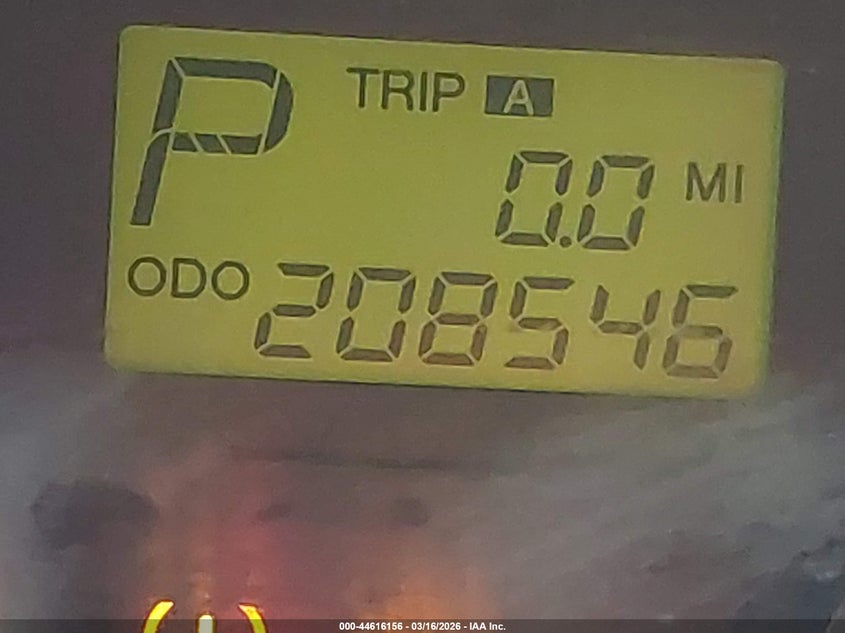 P TRIP A
0.0 MI
ODO 208546
000-44616156 - 03/16/2026 - IAA Inc.